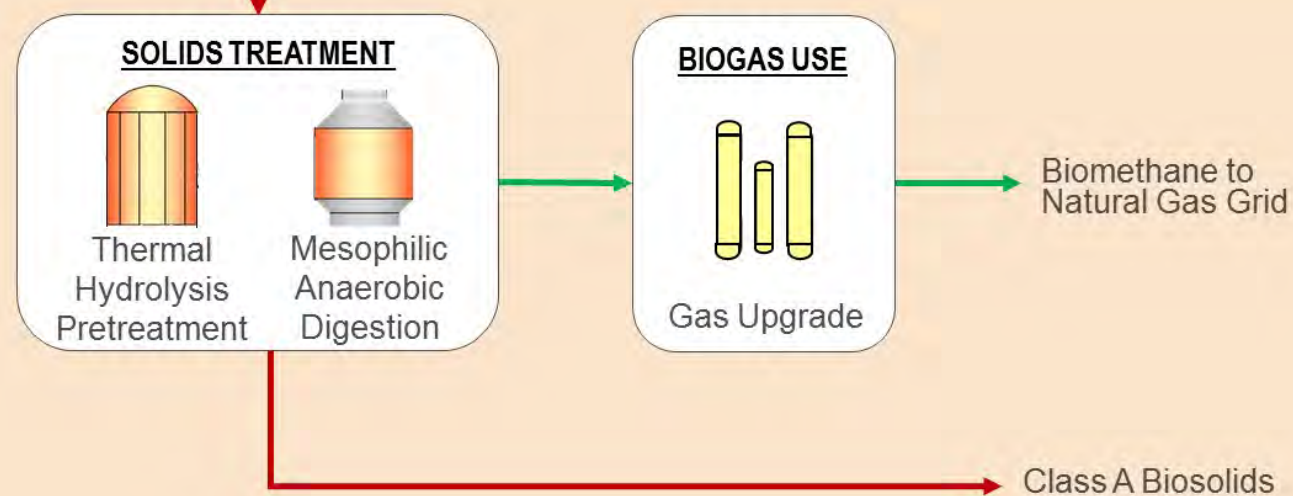 SOLIDS TREATMENT
Thermal
Hydrolysis
Pretreatment
Mesophilic
Anaerobic
Digestion
BIOGAS USE
Gas Upgrade
Biomethane to
Natural Gas Grid
Class A Biosolids